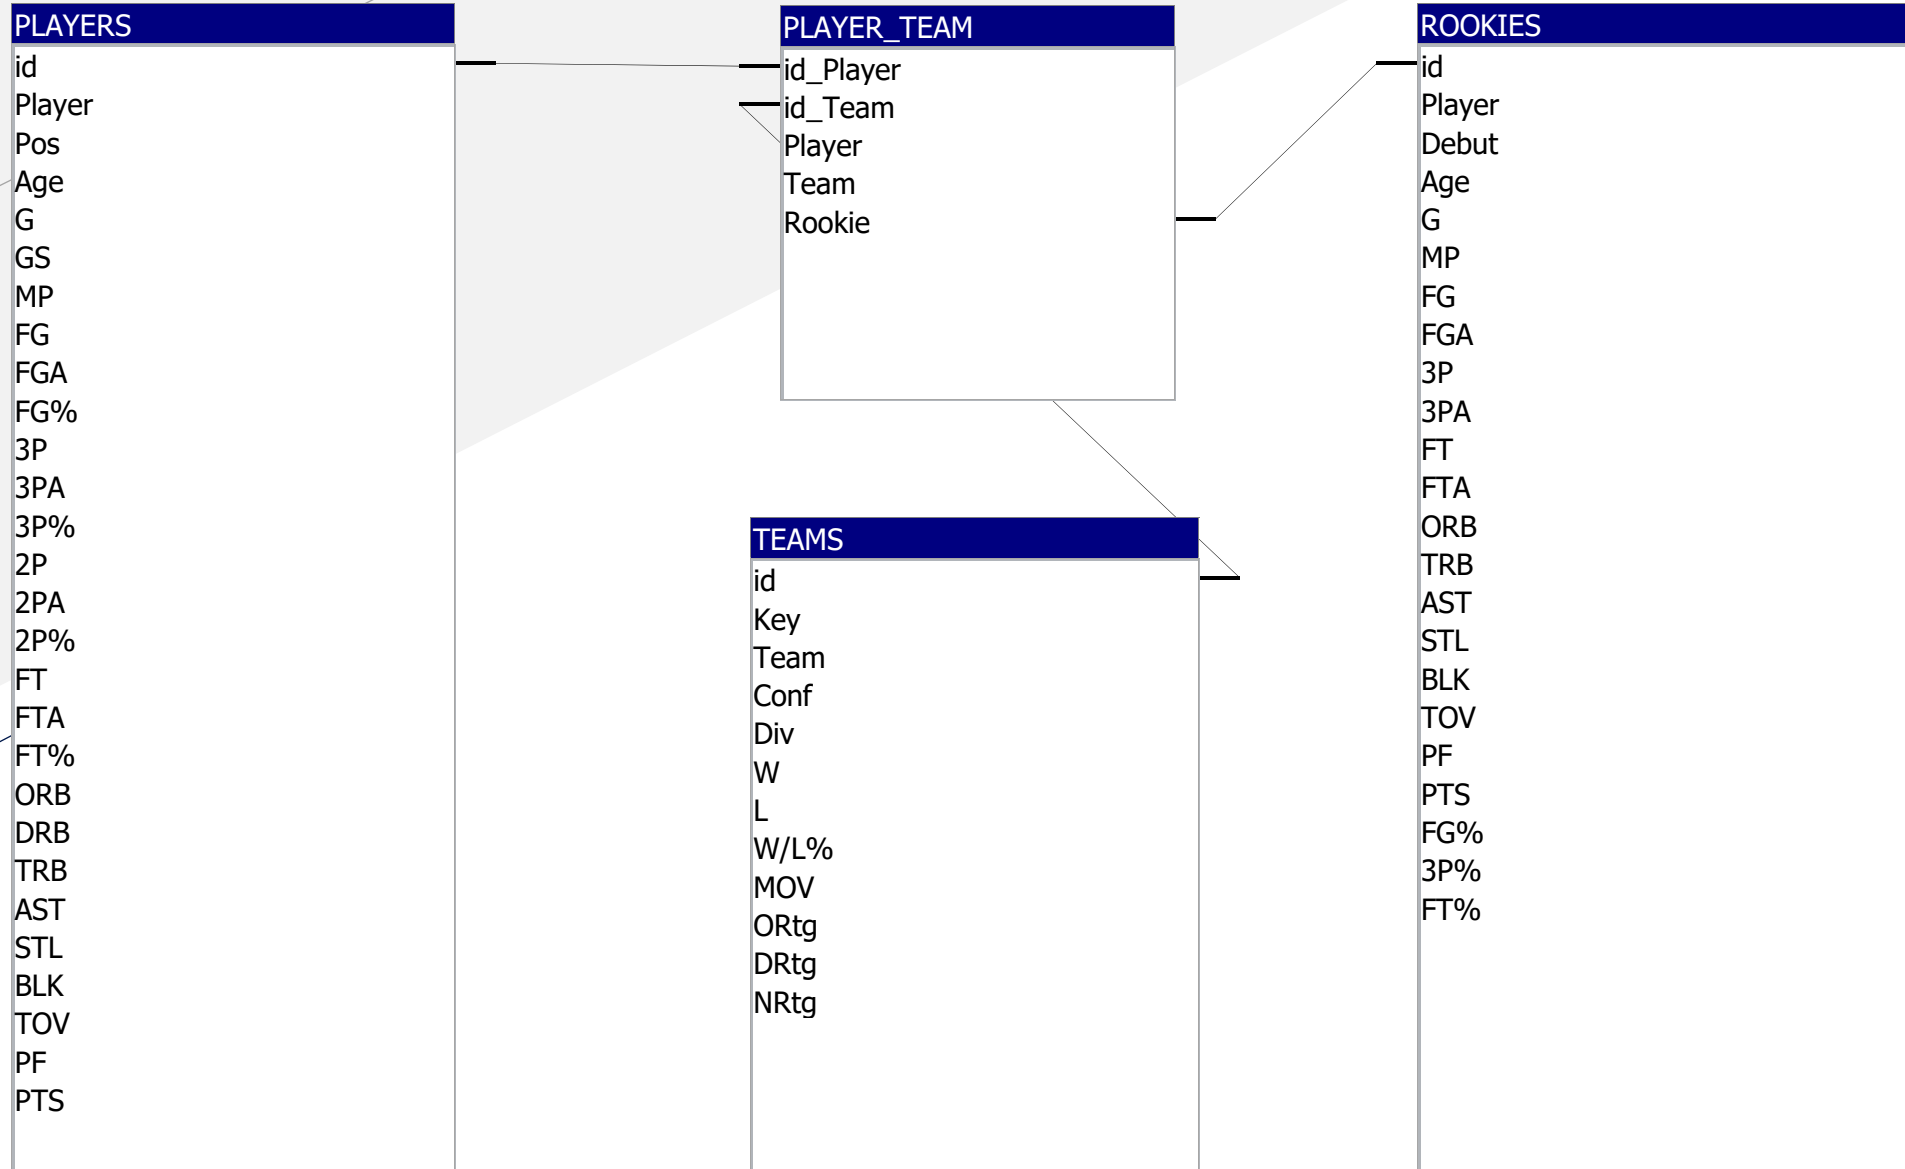 PLAYERS
id
Player
Pos
Age
G
GS
MP
FG
FGA
FG%
3P
3PA
3P%
2P
2PA
2P%
FT
FTA
FT%
ORB
DRB
TRB
AST
STL
BLK
TOV
PF
PTS
PLAYER_TEAM
id_Player
id_Team
Player
Team
Rookie
TEAMS
id
Key
Team
Conf
Div
W
L
W/L%
MOV
ORtg
DRtg
NRtg
ROOKIES
id
Player
Debut
Age
G
MP
FG
FGA
3P
3PA
FT
FTA
ORB
TRB
AST
STL
BLK
TOV
PF
PTS
FG%
3P%
FT%